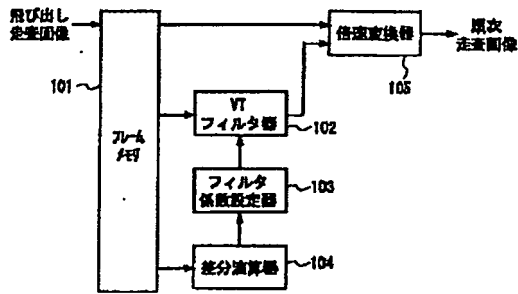 飛び出し
走査画像
101
フレーム
メモリ
VT
フィルタ器
102
フィルタ
係数設定器
103
差分演算器
104
倍速変換器
105
順次
走査画像